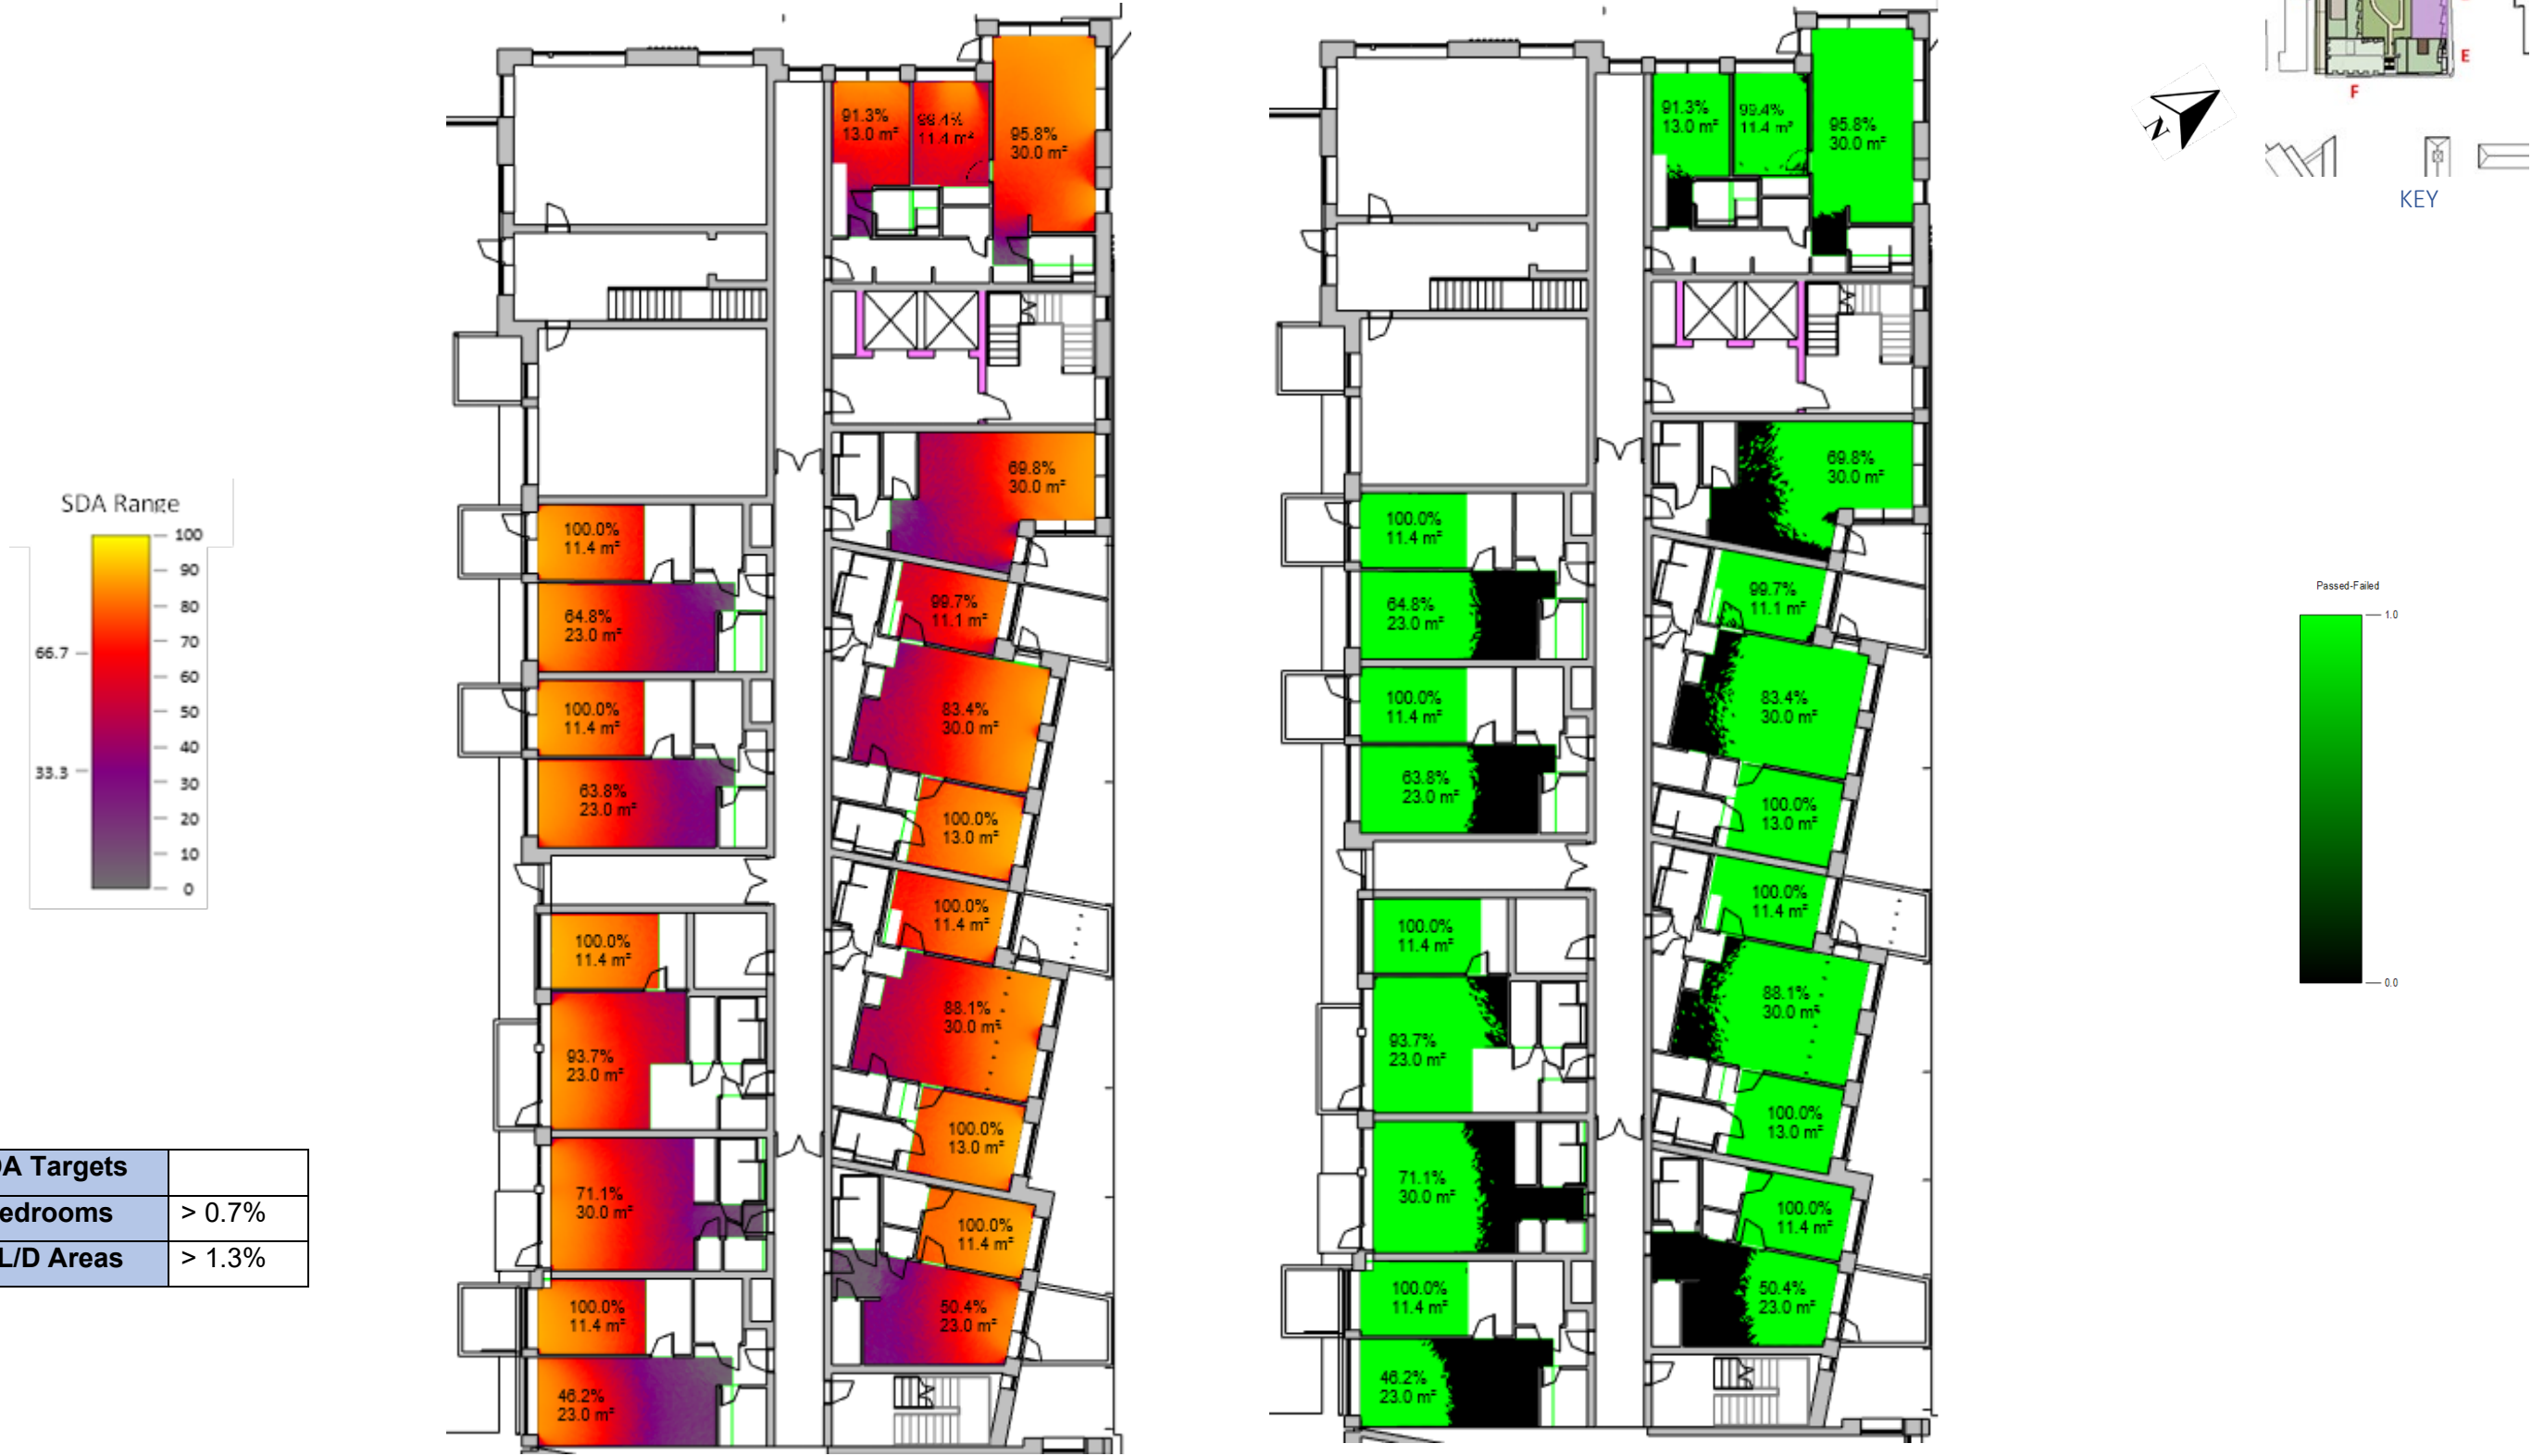 SDA Range
100
90
80
70
66.7
60
50
40
33.3
30
20
10
0
DA Targets
edrooms
> 0.7%
L/D Areas
> 1.3%
91.3%
13.0 m²
99.4%
11.4 m²
95.8%
30.0 m²
69.8%
30.0 m²
100.0%
11.4 m²
64.8%
23.0 m²
99.7%
11.1 m²
100.0%
11.4 m²
83.4%
30.0 m²
63.8%
23.0 m²
100.0%
13.0 m²
100.0%
11.4 m²
100.0%
11.4 m²
88.1%
30.0 m²
93.7%
23.0 m²
100.0%
13.0 m²
71.1%
30.0 m²
100.0%
11.4 m²
100.0%
11.4 m²
50.4%
23.0 m²
46.2%
23.0 m²
91.3%
13.0 m²
99.4%
11.4 m²
95.8%
30.0 m²
69.8%
30.0 m²
100.0%
11.4 m²
64.8%
23.0 m²
99.7%
11.1 m²
100.0%
11.4 m²
83.4%
30.0 m²
63.8%
23.0 m²
100.0%
13.0 m²
100.0%
11.4 m²
100.0%
11.4 m²
88.1%
30.0 m²
93.7%
23.0 m²
100.0%
13.0 m²
71.1%
30.0 m²
100.0%
11.4 m²
100.0%
11.4 m²
50.4%
23.0 m²
46.2%
23.0 m²
N
E
F
KEY
Passed-Failed
1.0
0.0